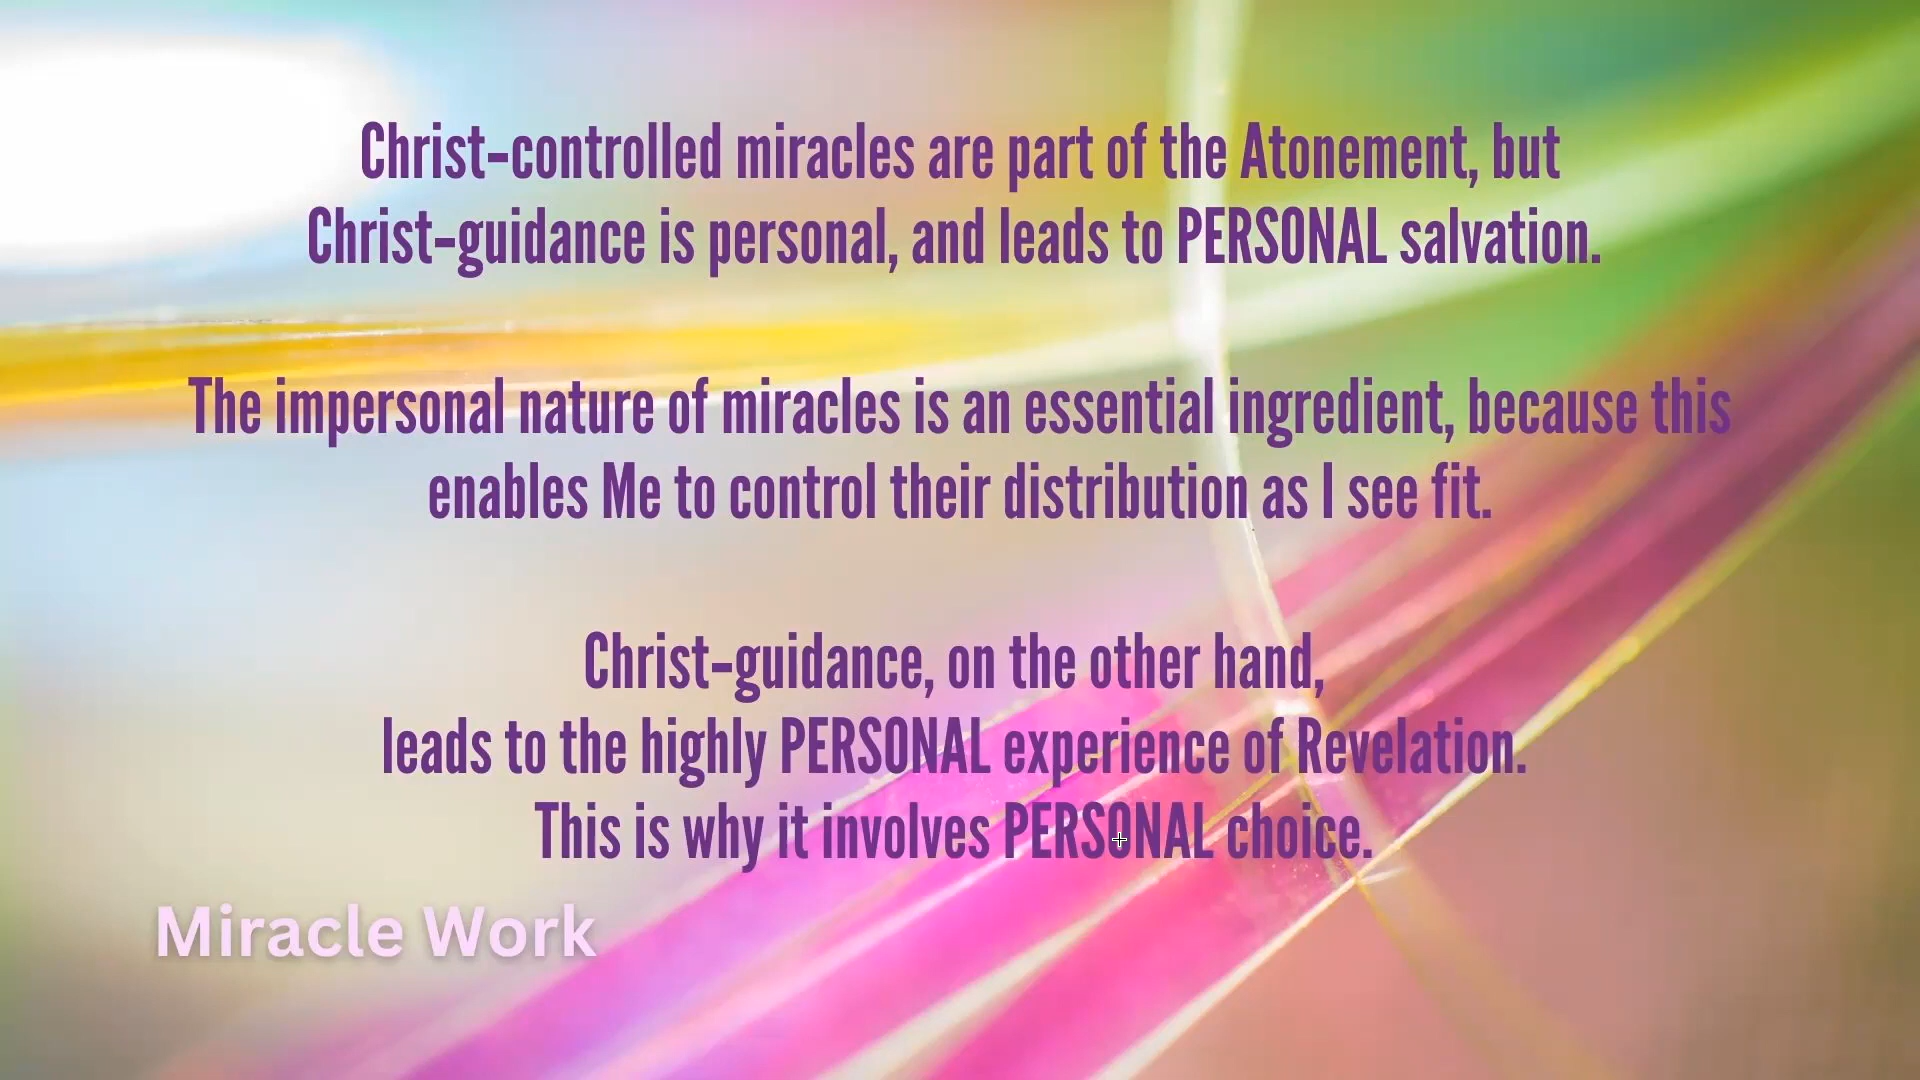 Christ-controlled miracles are part of the Atonement, but
Christ-guidance is personal, and leads to PERSONAL salvation.
The impersonal nature of miracles is an essential ingredient, because this
enables Me to control their distribution as I see fit.
Christ-guidance, on the other hand,
leads to the highly PERSONAL experience of Revelation.
This is why it involves PERSONAL choice.
Miracle Work